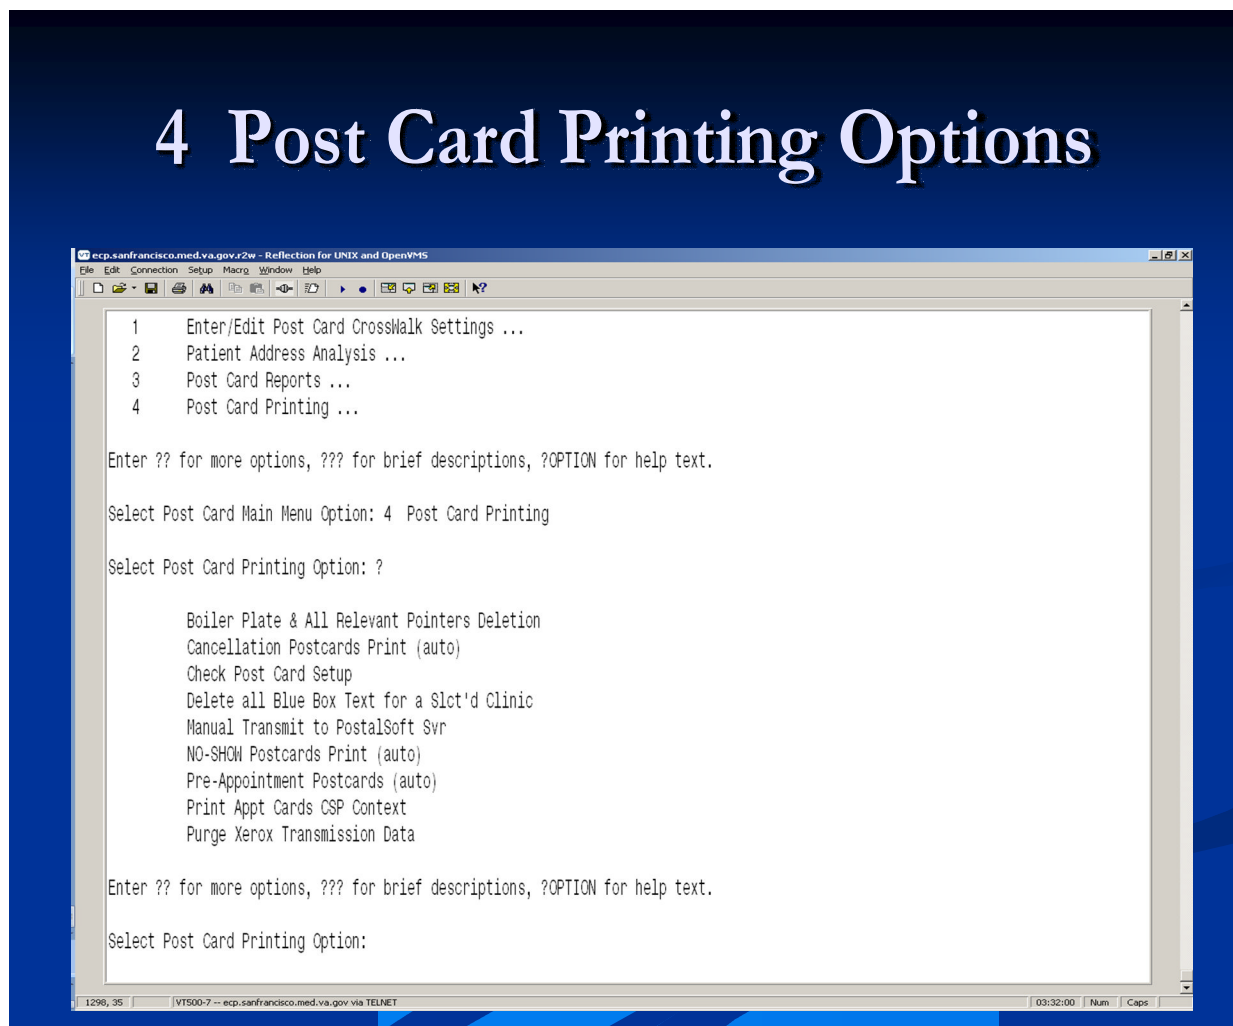 4 Post Card Printing Options
ecp.sanfrancisco.med.va.gov.r2w - Reflection for UNIX and OpenVMS
File Edit Connection Setup Macro Window Help
1 Enter/Edit Post Card CrossWalk Settings ...
2 Patient Address Analysis ...
3 Post Card Reports ...
4 Post Card Printing ...
Enter ?? for more options, ??? for brief descriptions, ?OPTION for help text.
Select Post Card Main Menu Option: 4 Post Card Printing
Select Post Card Printing Option: ?
Boiler Plate & All Relevant Pointers Deletion
Cancellation Postcards Print (auto)
Check Post Card Setup
Delete all Blue Box Text for a Slct'd Clinic
Manual Transmit to PostalSoft Svr
NO-SHOW Postcards Print (auto)
Pre-Appointment Postcards (auto)
Print Appt Cards CSP Context
Purge Xerox Transmission Data
Enter ?? for more options, ??? for brief descriptions, ?OPTION for help text.
Select Post Card Printing Option:
1298, 35 VT500-7 -- ecp.sanfrancisco.med.va.gov via TELNET 03:32:00 Num Caps